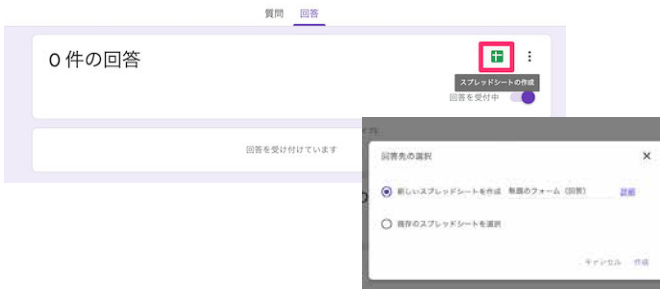 質問 回答
0 件の回答
スプレッドシートの作成
回答を受付中
回答を受け付けています
回答先の選択
新しいスプレッドシートを作成 無題のフォーム（回答） 詳細
既存のスプレッドシートを選択
キャンセル 作成